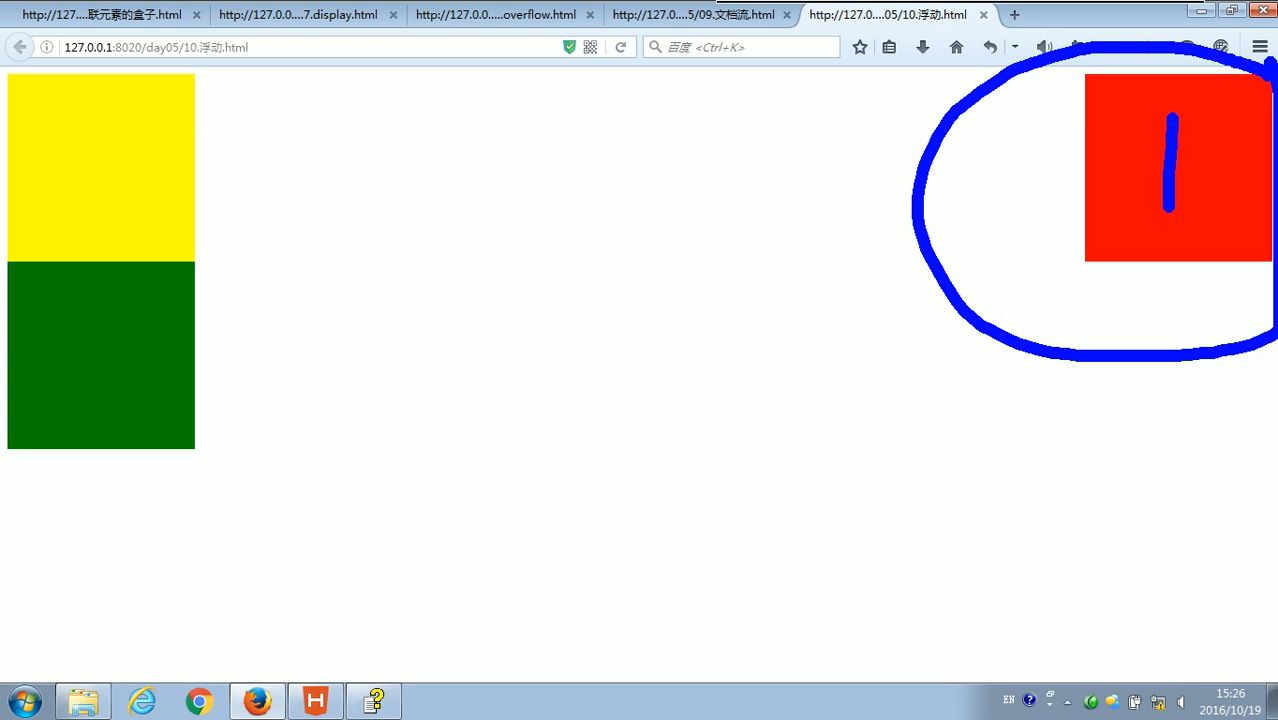 http://127....联元素的盒子.html
http://127.0.0....7.display.html
http://127.0.0.....overflow.html
http://127.0....5/09.文档流.html
http://127.0....05/10.浮动.html
127.0.0.1:8020/day05/10.浮动.html
百度 <Ctrl+K>
1
EN
15:26
2016/10/19